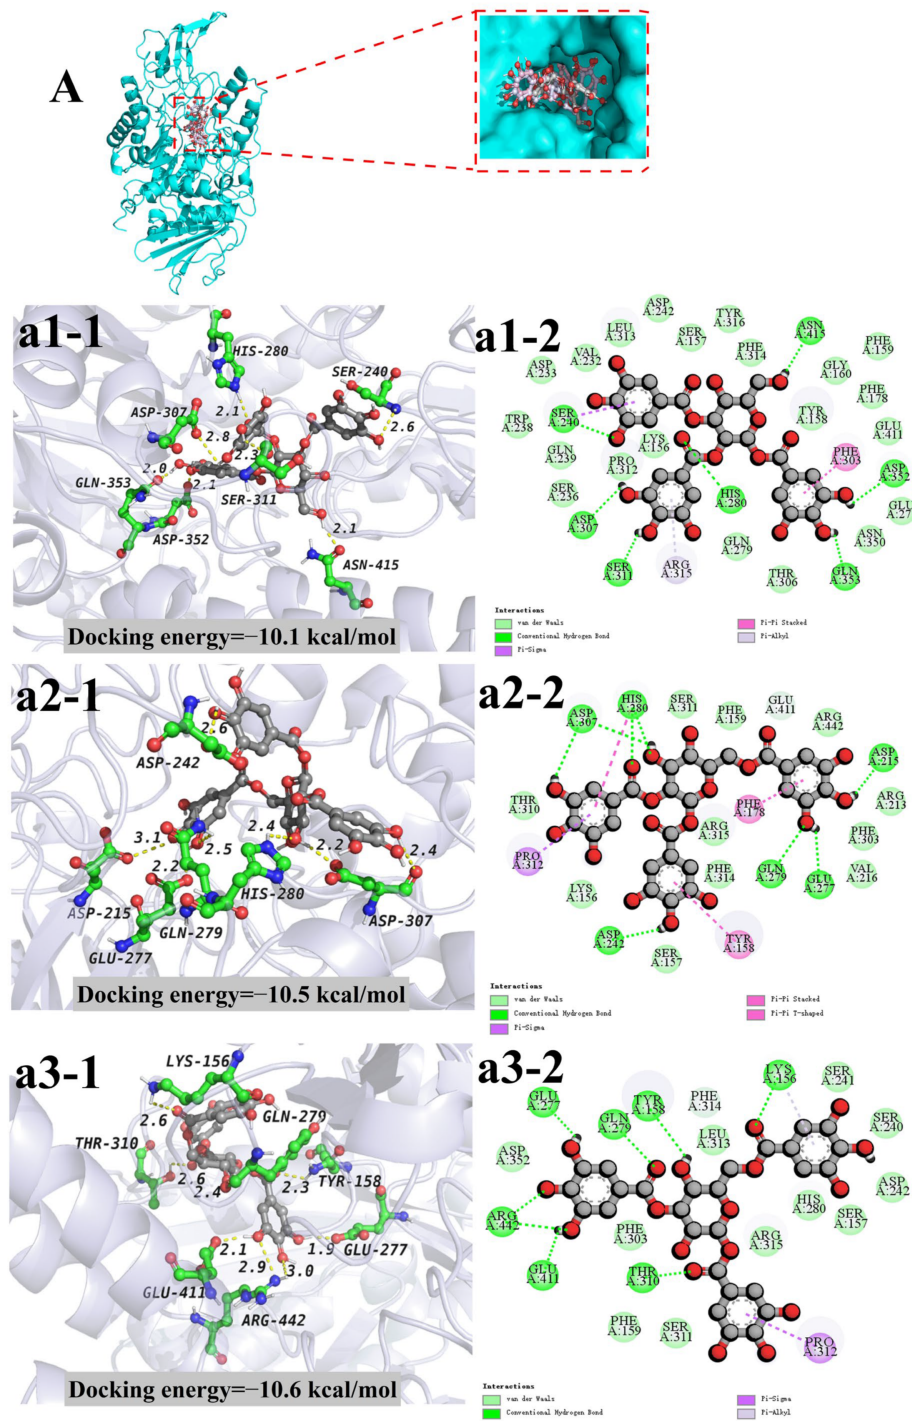 A
a1-1
HIS-280
SER-240
2.1
2.6
ASP-307
2.8
2.3
2.0
GLN-353
2.1
SER-311
ASP-352
2.1
ASN-415
Docking energy=−10.1 kcal/mol
a1-2
ASP
A:242
LEU
A:313
SER
A:157
TYR
A:316
ASN
A:415
ASP
A:233
VAL
A:232
PHE
A:314
PHE
A:159
GLY
A:160
TRP
A:238
SER
A:240
TYR
A:158
PHE
A:178
GLN
A:239
LYS
A:156
PRO
A:312
GLU
A:411
PHE
A:303
ASP
A:352
SER
A:236
HIS
A:280
ASP
A:307
GLU
A:27
ASN
A:350
SER
A:311
ARG
A:315
GLN
A:279
THR
A:306
GLN
A:353
Interactions
van der Waals
Conventional Hydrogen Bond
Pi-Sigma
Pi-Pi Stacked
Pi-Alkyl
a2-1
2.6
ASP-242
3.1
2.5
2.4
2.2
2.2
2.4
ASP-215
HIS-280
GLN-279
ASP-307
GLU-277
Docking energy=−10.5 kcal/mol
a2-2
ASP
A:307
HIS
A:280
SER
A:311
PHE
A:159
GLU
A:411
ARG
A:442
ASP
A:215
THR
A:310
PHE
A:178
ARG
A:213
ARG
A:315
PHE
A:303
PRO
A:312
LYS
A:156
PHE
A:314
GLN
A:279
GLU
A:277
VAL
A:216
ASP
A:242
SER
A:157
TYR
A:158
Interactions
van der Waals
Conventional Hydrogen Bond
Pi-Sigma
Pi-Pi Stacked
Pi-Pi T-shaped
a3-1
LYS-156
GLN-279
2.6
THR-310
2.6
2.4
2.3
TYR-158
2.1
1.9
GLU-277
2.9
3.0
GLU-411
ARG-442
Docking energy=−10.6 kcal/mol
a3-2
GLU
A:277
TYR
A:158
PHE
A:314
LYS
A:156
SER
A:241
GLN
A:279
LEU
A:313
SER
A:240
ASP
A:352
ASP
A:242
HIS
A:280
SER
A:157
ARG
A:442
PHE
A:303
ARG
A:315
GLU
A:411
THR
A:310
PHE
A:159
SER
A:311
PRO
A:312
Interactions
van der Waals
Conventional Hydrogen Bond
Pi-Sigma
Pi-Alkyl